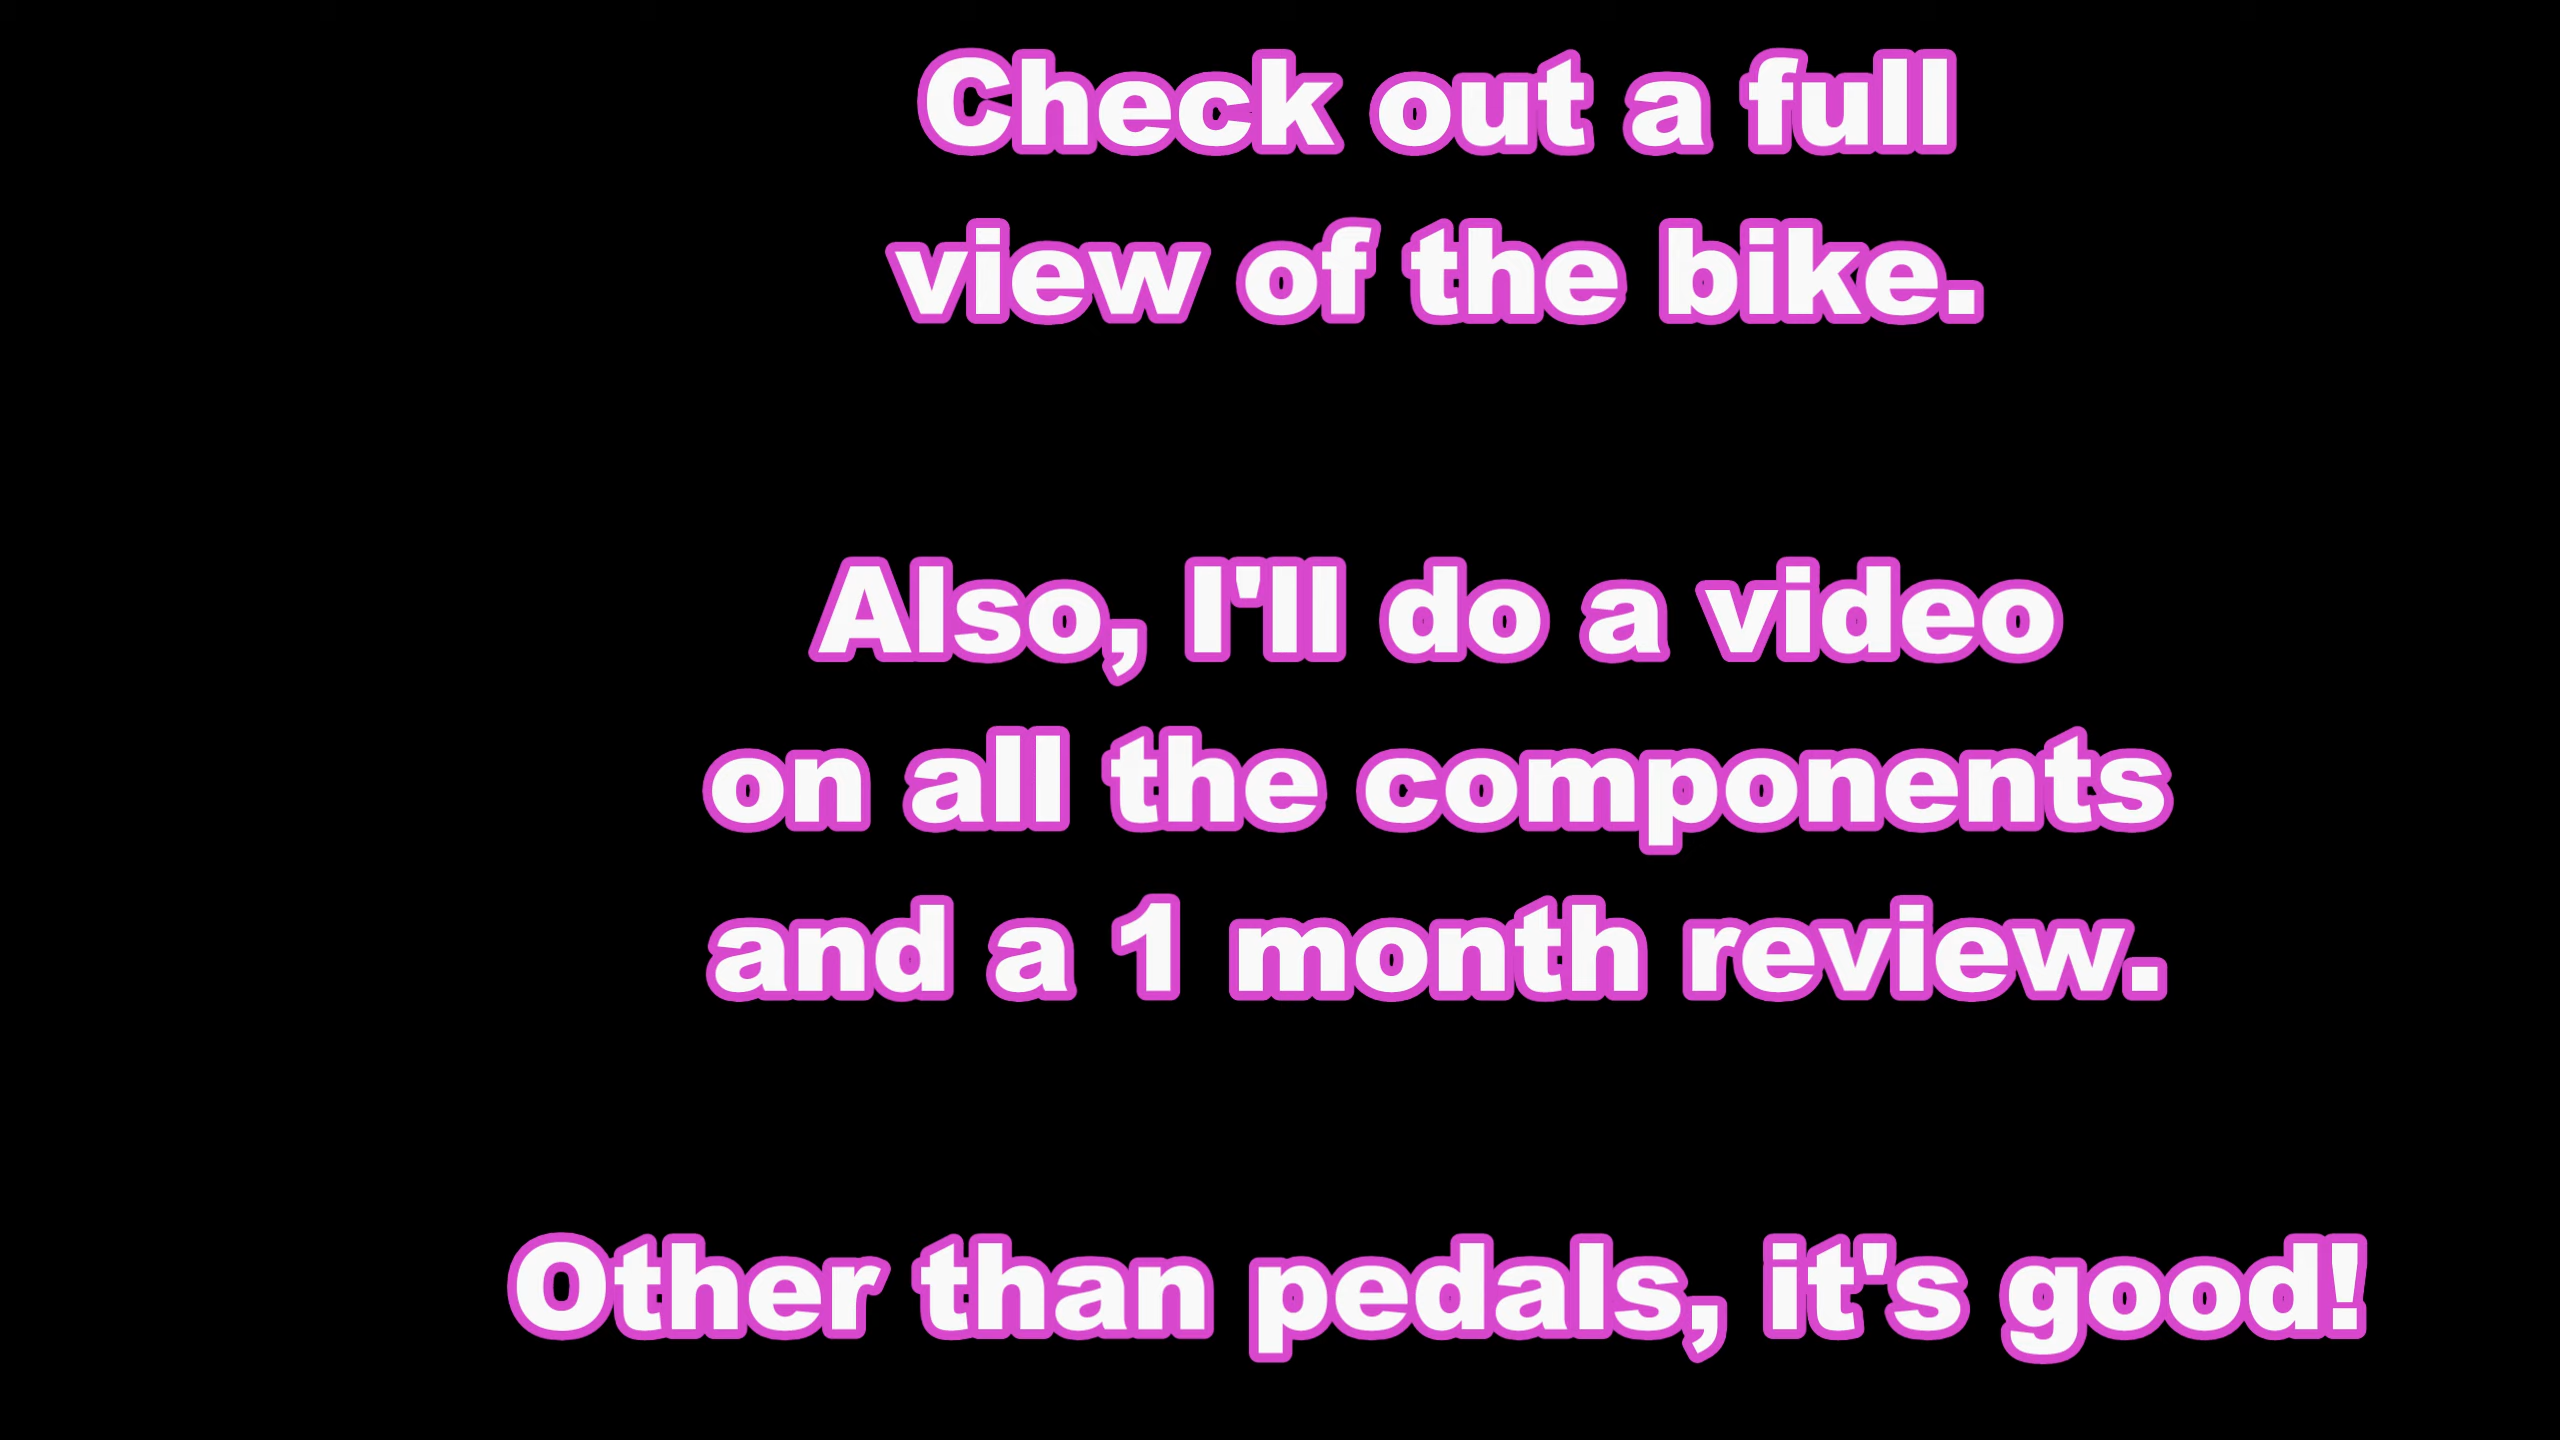 Check out a full
view of the bike.
Also, I'll do a video
on all the components
and a 1 month review.
Other than pedals, it's good!